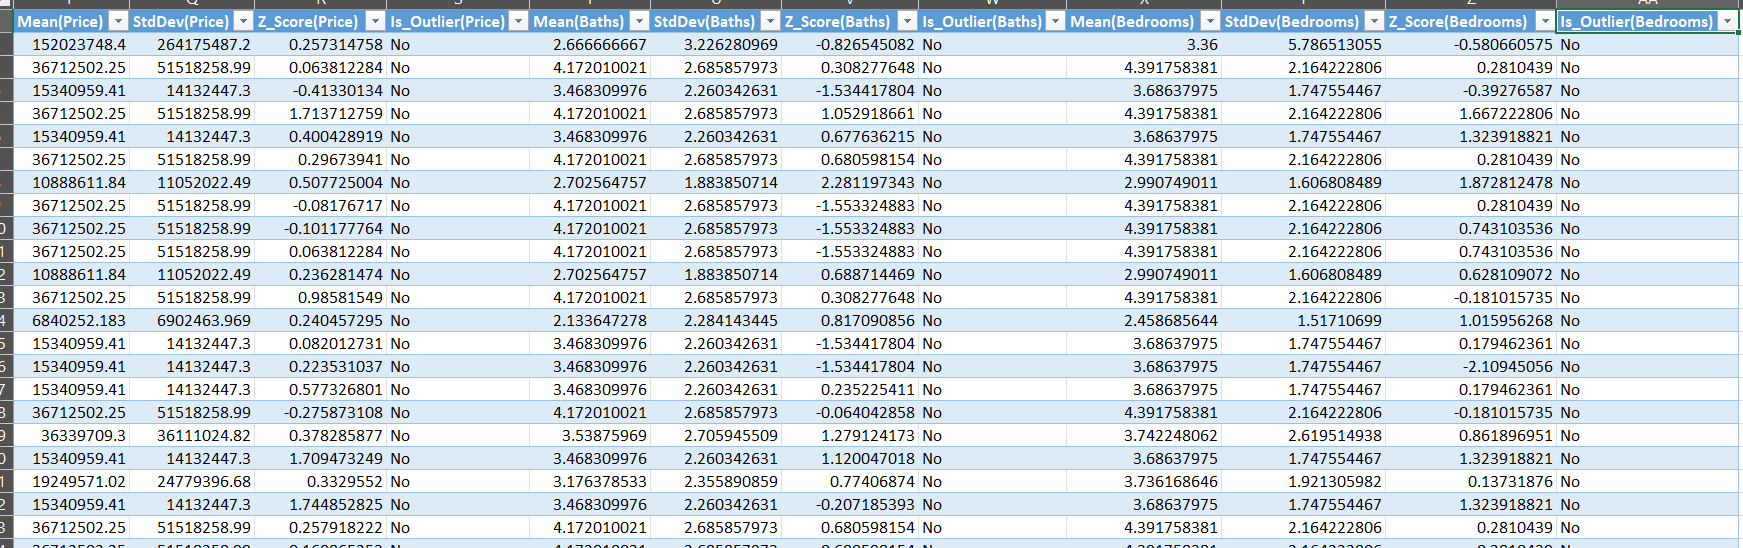 Mean(Price) StdDev(Price) Z_Score(Price) Is_Outlier(Price) Mean(Baths) StdDev(Baths) Z_Score(Baths) Is_Outlier(Baths) Mean(Bedrooms) StdDev(Bedrooms) Z_Score(Bedrooms) Is_Outlier(Bedrooms)
152023748.4 264175487.2 0.257314758 No 2.666666667 3.226280969 -0.826545082 No 3.36 5.786513055 -0.580660575 No
36712502.25 51518258.99 0.063812284 No 4.172010021 2.685857973 0.308277648 No 4.391758381 2.164222806 0.2810439 No
15340959.41 14132447.3 -0.41330134 No 3.468309976 2.260342631 -1.534417804 No 3.68637975 1.747554467 -0.39276587 No
36712502.25 51518258.99 1.713712759 No 4.172010021 2.685857973 1.052918661 No 4.391758381 2.164222806 1.667222806 No
15340959.41 14132447.3 0.400428919 No 3.468309976 2.260342631 0.677636215 No 3.68637975 1.747554467 1.323918821 No
36712502.25 51518258.99 0.29673941 No 4.172010021 2.685857973 0.680598154 No 4.391758381 2.164222806 0.2810439 No
10888611.84 11052022.49 0.507725004 No 2.702564757 1.883850714 2.281197343 No 2.990749011 1.606808489 1.872812478 No
36712502.25 51518258.99 -0.08176717 No 4.172010021 2.685857973 -1.553324883 No 4.391758381 2.164222806 0.2810439 No
36712502.25 51518258.99 -0.101177764 No 4.172010021 2.685857973 -1.553324883 No 4.391758381 2.164222806 0.743103536 No
36712502.25 51518258.99 0.063812284 No 4.172010021 2.685857973 -1.553324883 No 4.391758381 2.164222806 0.743103536 No
10888611.84 11052022.49 0.236281474 No 2.702564757 1.883850714 0.688714469 No 2.990749011 1.606808489 0.628109072 No
36712502.25 51518258.99 0.98581549 No 4.172010021 2.685857973 0.308277648 No 4.391758381 2.164222806 -0.181015735 No
6840252.183 6902463.969 0.240457295 No 2.133647278 2.284143445 0.817090856 No 2.458685644 1.51710699 1.015956268 No
15340959.41 14132447.3 0.082012731 No 3.468309976 2.260342631 -1.534417804 No 3.68637975 1.747554467 0.179462361 No
15340959.41 14132447.3 0.223531037 No 3.468309976 2.260342631 -1.534417804 No 3.68637975 1.747554467 -2.10945056 No
15340959.41 14132447.3 0.577326801 No 3.468309976 2.260342631 0.235225411 No 3.68637975 1.747554467 0.179462361 No
36712502.25 51518258.99 -0.275873108 No 4.172010021 2.685857973 -0.064042858 No 4.391758381 2.164222806 -0.181015735 No
36339709.3 36111024.82 0.378285877 No 3.53875969 2.705945509 1.279124173 No 3.742248062 2.619514938 0.861896951 No
15340959.41 14132447.3 1.709473249 No 3.468309976 2.260342631 1.120047018 No 3.68637975 1.747554467 1.323918821 No
19249571.02 24779396.68 0.3329552 No 3.176378533 2.355890859 0.77406874 No 3.736168646 1.921305982 0.13731876 No
15340959.41 14132447.3 1.744852825 No 3.468309976 2.260342631 -0.207185393 No 3.68637975 1.747554467 1.323918821 No
36712502.25 51518258.99 0.257918222 No 4.172010021 2.685857973 0.680598154 No 4.391758381 2.164222806 0.2810439 No